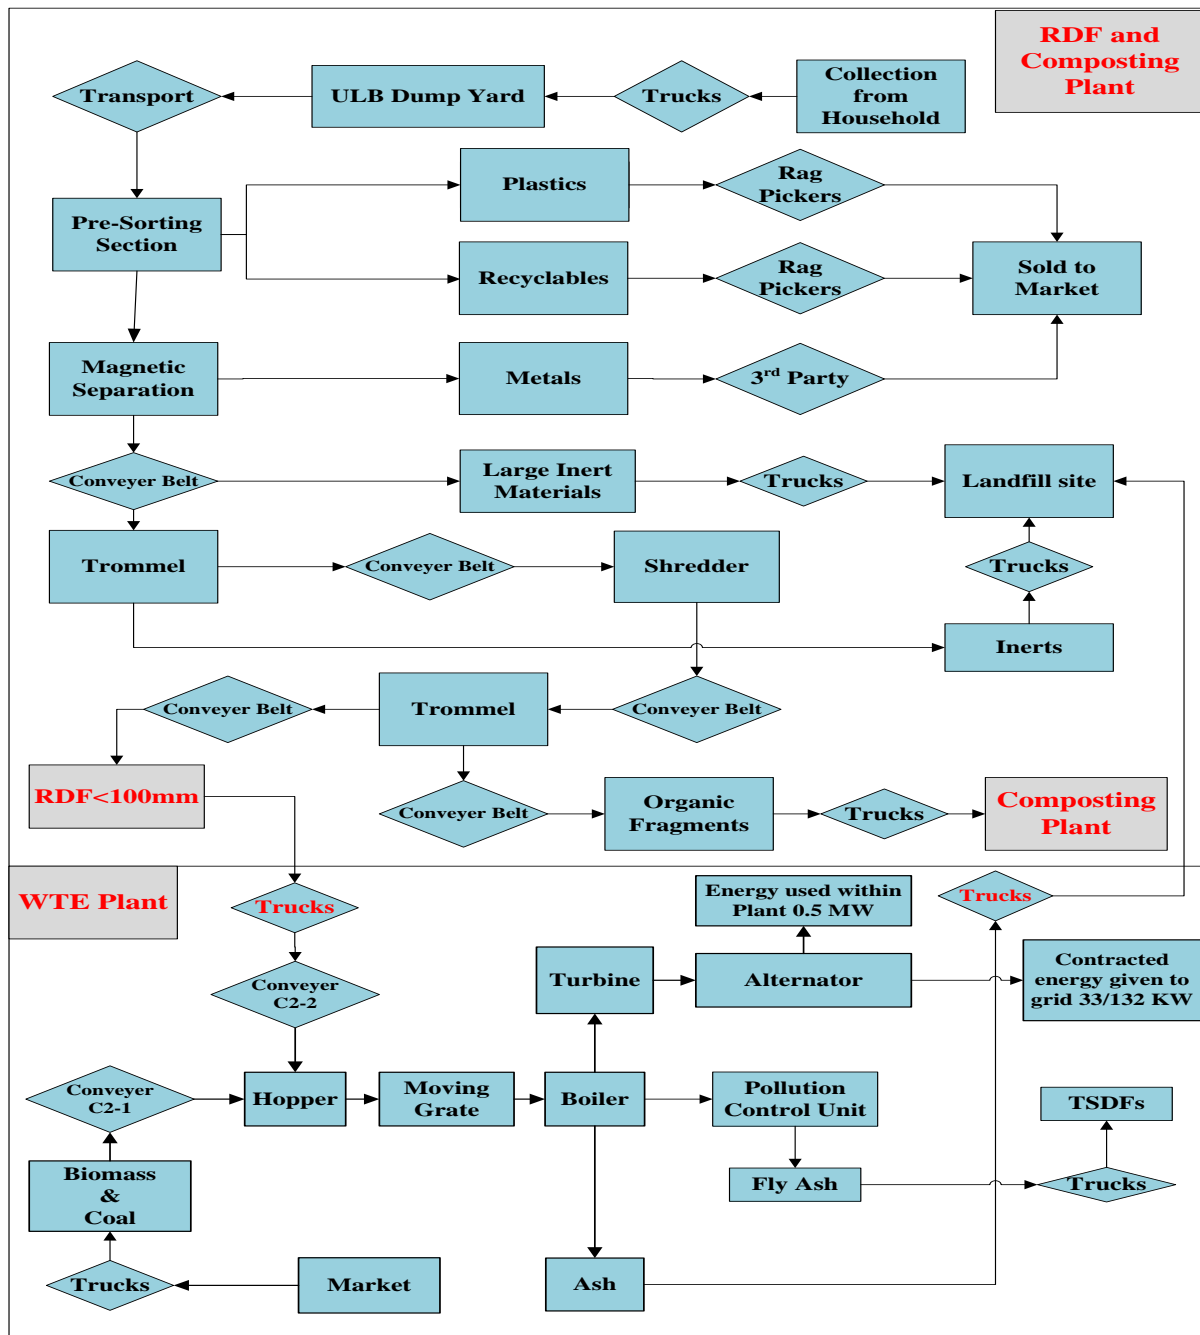 RDF and
Composting
Plant
Transport
ULB Dump Yard
Trucks
Collection
from
Household
Plastics
Rag
Pickers
Pre-Sorting
Section
Recyclables
Rag
Pickers
Sold to
Market
Magnetic
Separation
Metals
3rd Party
Conveyer Belt
Large Inert
Materials
Trucks
Landfill site
Trommel
Conveyer Belt
Shredder
Trucks
Inerts
Conveyer Belt
Trommel
Conveyer Belt
RDF<100mm
Conveyer Belt
Organic
Fragments
Trucks
Composting
Plant
WTE Plant
Trucks
Energy used within
Plant 0.5 MW
Trucks
Conveyer
C2-2
Turbine
Alternator
Contracted
energy given to
grid 33/132 KW
Conveyer
C2-1
Hopper
Moving
Grate
Boiler
Pollution
Control Unit
TSDFs
Biomass
&
Coal
Fly Ash
Trucks
Trucks
Market
Ash